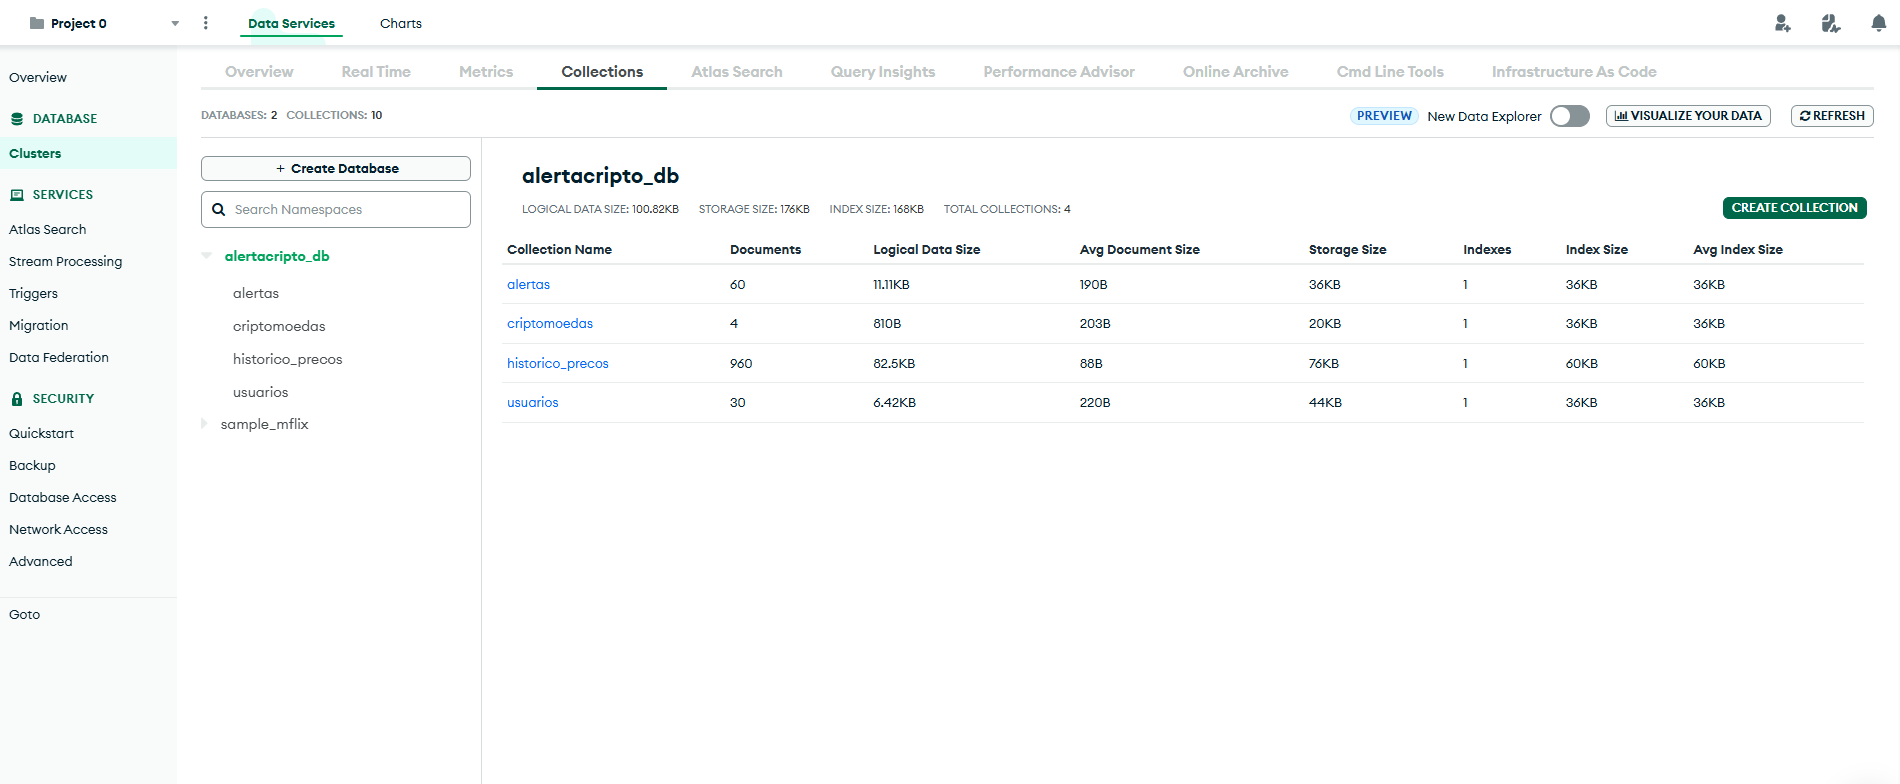 Project 0
Data Services
Charts
Overview
DATABASE
Clusters
SERVICES
Atlas Search
Stream Processing
Triggers
Migration
Data Federation
SECURITY
Quickstart
Backup
Database Access
Network Access
Advanced
Goto
Overview Real Time Metrics Collections Atlas Search Query Insights Performance Advisor Online Archive Cmd Line Tools Infrastructure As Code
DATABASES: 2 COLLECTIONS: 10
PREVIEW New Data Explorer VISUALIZE YOUR DATA REFRESH
+ Create Database
Search Namespaces
alertacripto_db
alertas
criptomoedas
historico_precos
usuarios
sample_mflix
alertacripto_db
LOGICAL DATA SIZE: 100.82KB STORAGE SIZE: 176KB INDEX SIZE: 168KB TOTAL COLLECTIONS: 4
CREATE COLLECTION
Collection Name Documents Logical Data Size Avg Document Size Storage Size Indexes Index Size Avg Index Size
alertas 60 11.11KB 190B 36KB 1 36KB 36KB
criptomoedas 4 810B 203B 20KB 1 36KB 36KB
historico_precos 960 82.5KB 88B 76KB 1 60KB 60KB
usuarios 30 6.42KB 220B 44KB 1 36KB 36KB